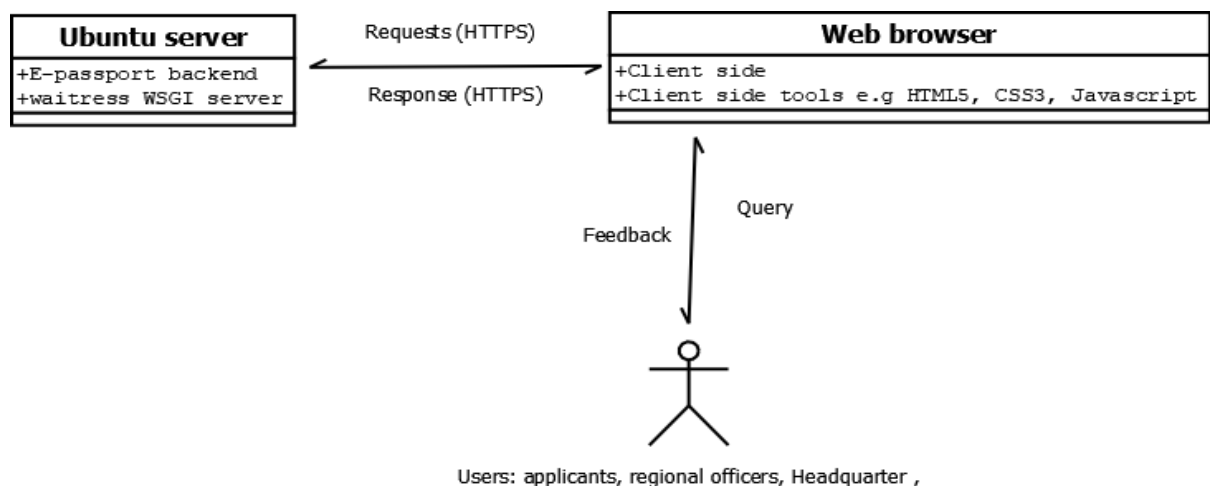 Ubuntu server
+E-passport backend
+waitress WSGI server
Requests (HTTPS)
Response (HTTPS)
Web browser
+Client side
+Client side tools e.g HTML5, CSS3, Javascript
Query
Feedback
Users: applicants, regional officers, Headquarter ,